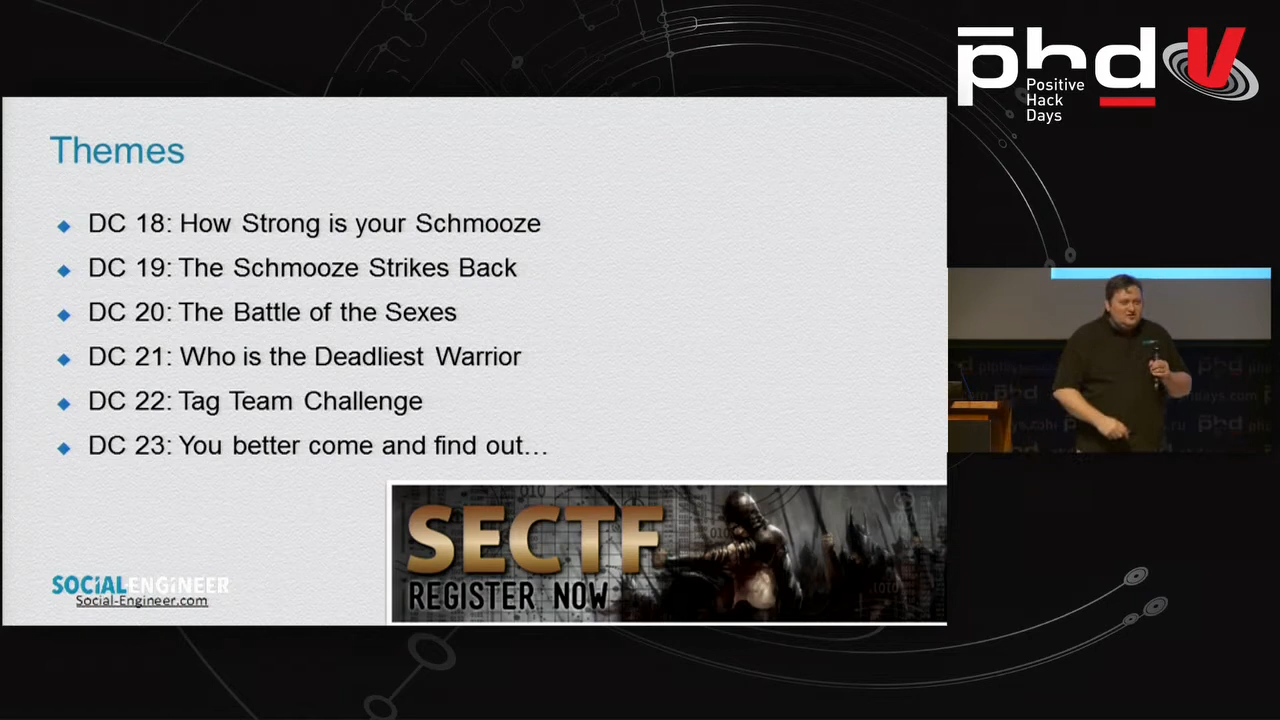 phd V
Positive
Hack
Days
Themes
DC 18: How Strong is your Schmooze
DC 19: The Schmooze Strikes Back
DC 20: The Battle of the Sexes
DC 21: Who is the Deadliest Warrior
DC 22: Tag Team Challenge
DC 23: You better come and find out…
SECTF
REGISTER NOW
SOCIAL-ENGINEER
Social-Engineer.com
phd